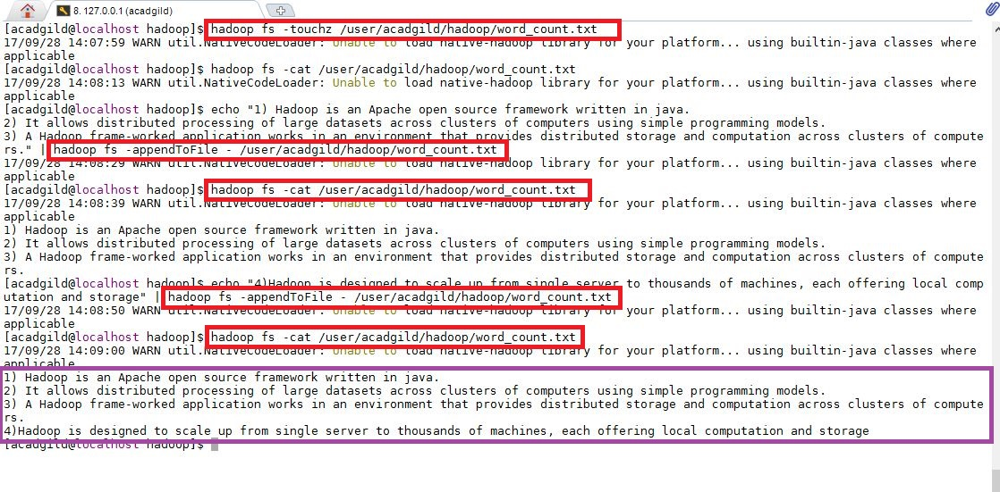 8. 127.0.0.1 (acadgild)
[acadgild@localhost hadoop]$ hadoop fs -touchz /user/acadgild/hadoop/word_count.txt
17/09/28 14:07:59 WARN util.NativeCodeLoader: Unable to load native-hadoop library for your platform... using builtin-java classes where
applicable
[acadgild@localhost hadoop]$ hadoop fs -cat /user/acadgild/hadoop/word_count.txt
17/09/28 14:08:13 WARN util.NativeCodeLoader: Unable to load native-hadoop library for your platform... using builtin-java classes where
applicable
[acadgild@localhost hadoop]$ echo "1) Hadoop is an Apache open source framework written in java.
2) It allows distributed processing of large datasets across clusters of computers using simple programming models.
3) A Hadoop frame-worked application works in an environment that provides distributed storage and computation across clusters of compute
rs." | hadoop fs -appendToFile - /user/acadgild/hadoop/word_count.txt
17/09/28 14:08:29 WARN util.NativeCodeLoader: Unable to load native-hadoop library for your platform... using builtin-java classes where
applicable
[acadgild@localhost hadoop]$ hadoop fs -cat /user/acadgild/hadoop/word_count.txt
17/09/28 14:08:39 WARN util.NativeCodeLoader: Unable to load native-hadoop library for your platform... using builtin-java classes where
applicable
1) Hadoop is an Apache open source framework written in java.
2) It allows distributed processing of large datasets across clusters of computers using simple programming models.
3) A Hadoop frame-worked application works in an environment that provides distributed storage and computation across clusters of compute
rs.
[acadgild@localhost hadoop]$ echo "4)Hadoop is designed to scale up from single server to thousands of machines, each offering local comp
utation and storage" | hadoop fs -appendToFile - /user/acadgild/hadoop/word_count.txt
17/09/28 14:08:50 WARN util.NativeCodeLoader: Unable to load native-hadoop library for your platform... using builtin-java classes where
applicable
[acadgild@localhost hadoop]$ hadoop fs -cat /user/acadgild/hadoop/word_count.txt
17/09/28 14:09:00 WARN util.NativeCodeLoader: Unable to load native-hadoop library for your platform... using builtin-java classes where
applicable
1) Hadoop is an Apache open source framework written in java.
2) It allows distributed processing of large datasets across clusters of computers using simple programming models.
3) A Hadoop frame-worked application works in an environment that provides distributed storage and computation across clusters of compute
rs.
4)Hadoop is designed to scale up from single server to thousands of machines, each offering local computation and storage
[acadgild@localhost hadoop]$